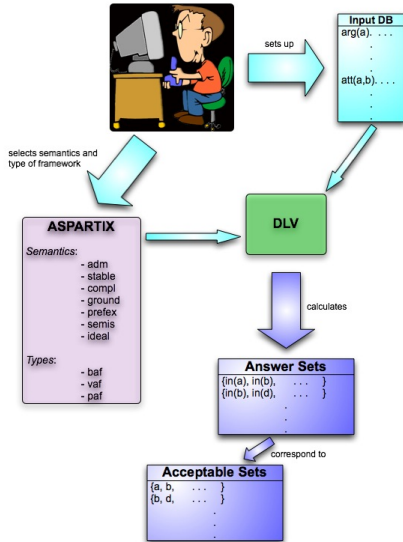 Input DB
arg(a). . . .
.
.
.
att(a,b). . . .
.
.
.
sets up
selects semantics and
type of framework
ASPARTIX
Semantics:
- adm
- stable
- compl
- ground
- prefex
- semis
- ideal
Types:
- baf
- vaf
- paf
DLV
calculates
Answer Sets
{in(a), in(b), . . . }
{in(b), in(d), . . . }
.
.
.
correspond to
Acceptable Sets
{a, b, . . . }
{b, d, . . . }
.
.
.